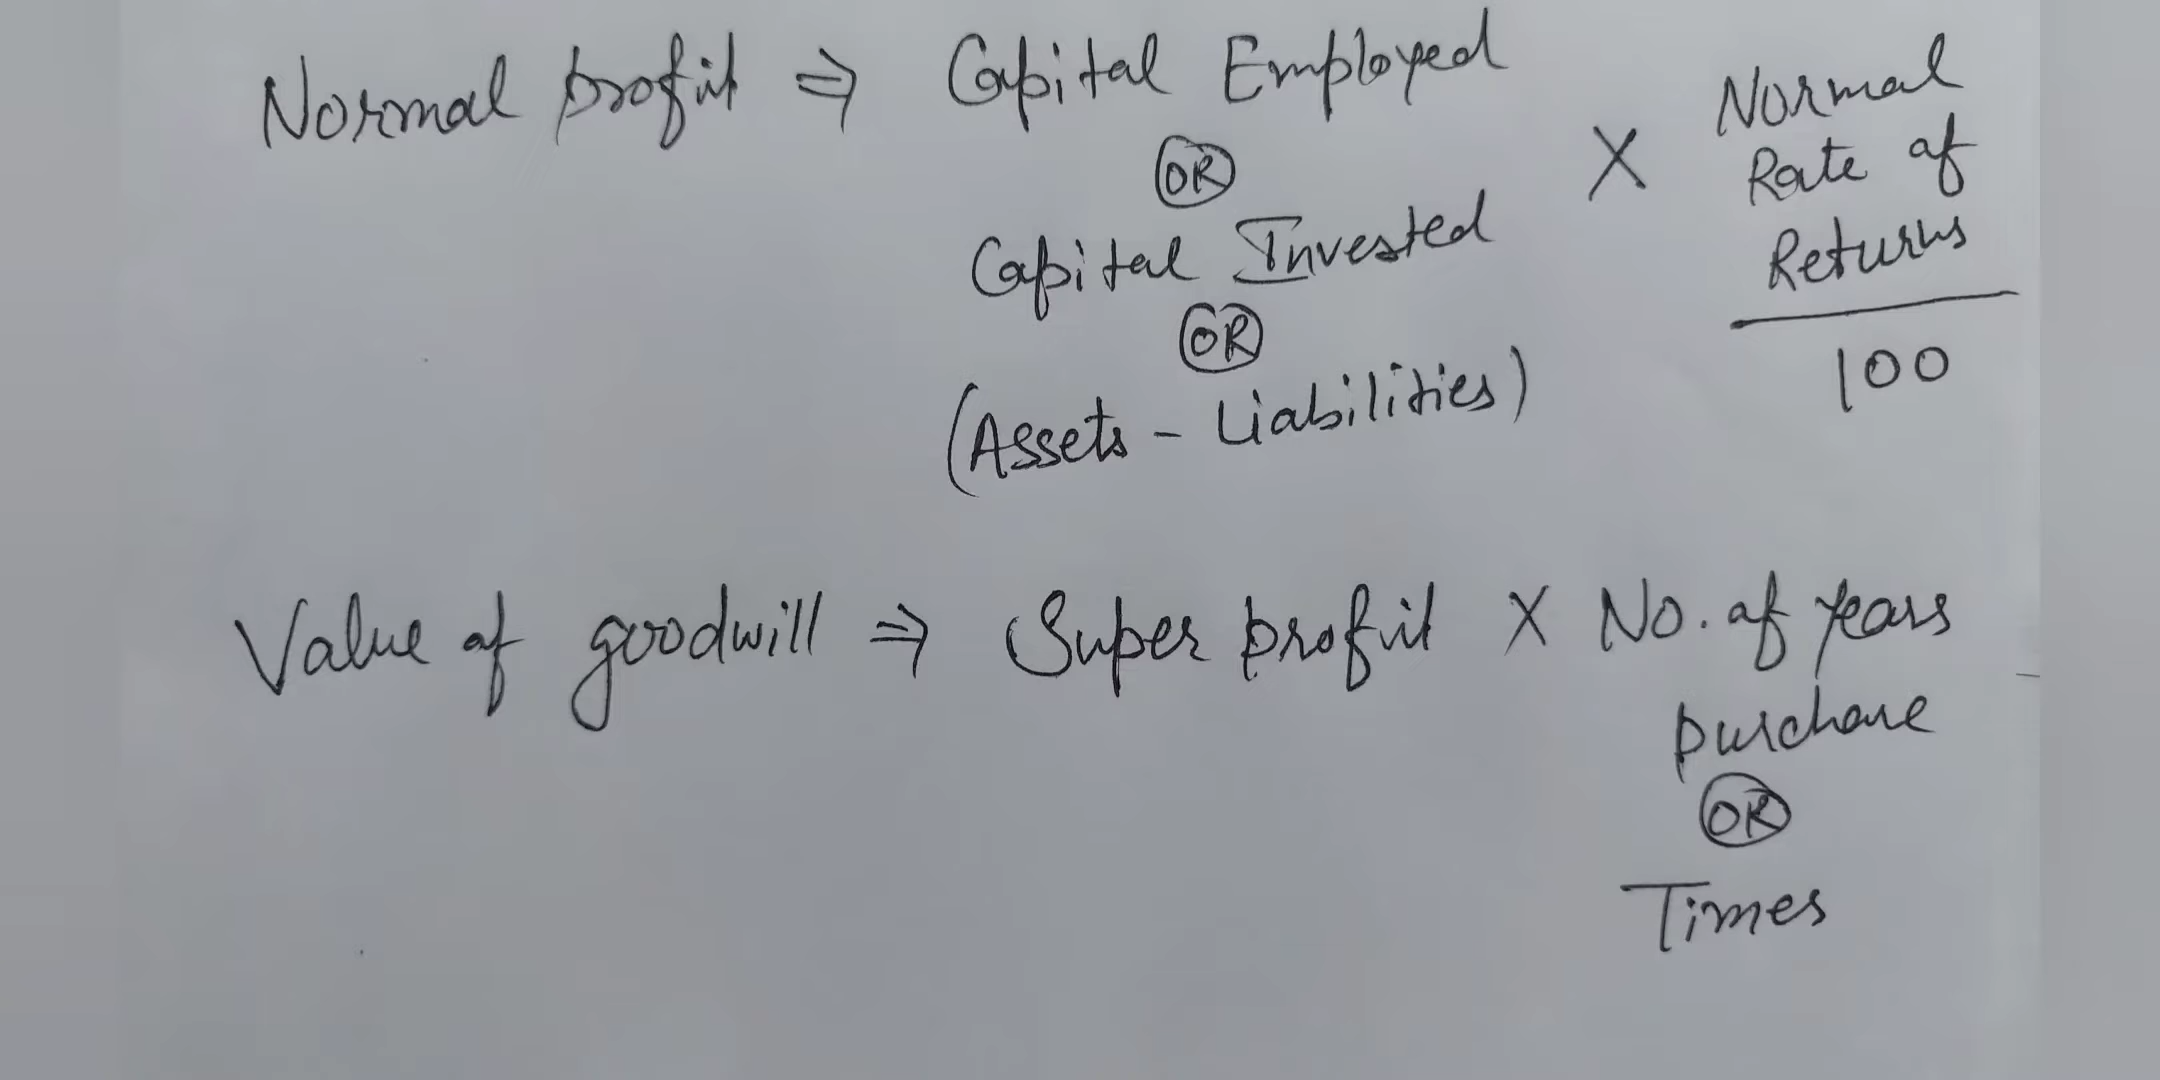 Normal profit ⇒ Capital Employed × Normal Rate of Returns / 100
OR
Capital Invested
OR
(Assets - Liabilities)
Value of goodwill ⇒ Super profit × No. of years
purchase
OR
Times